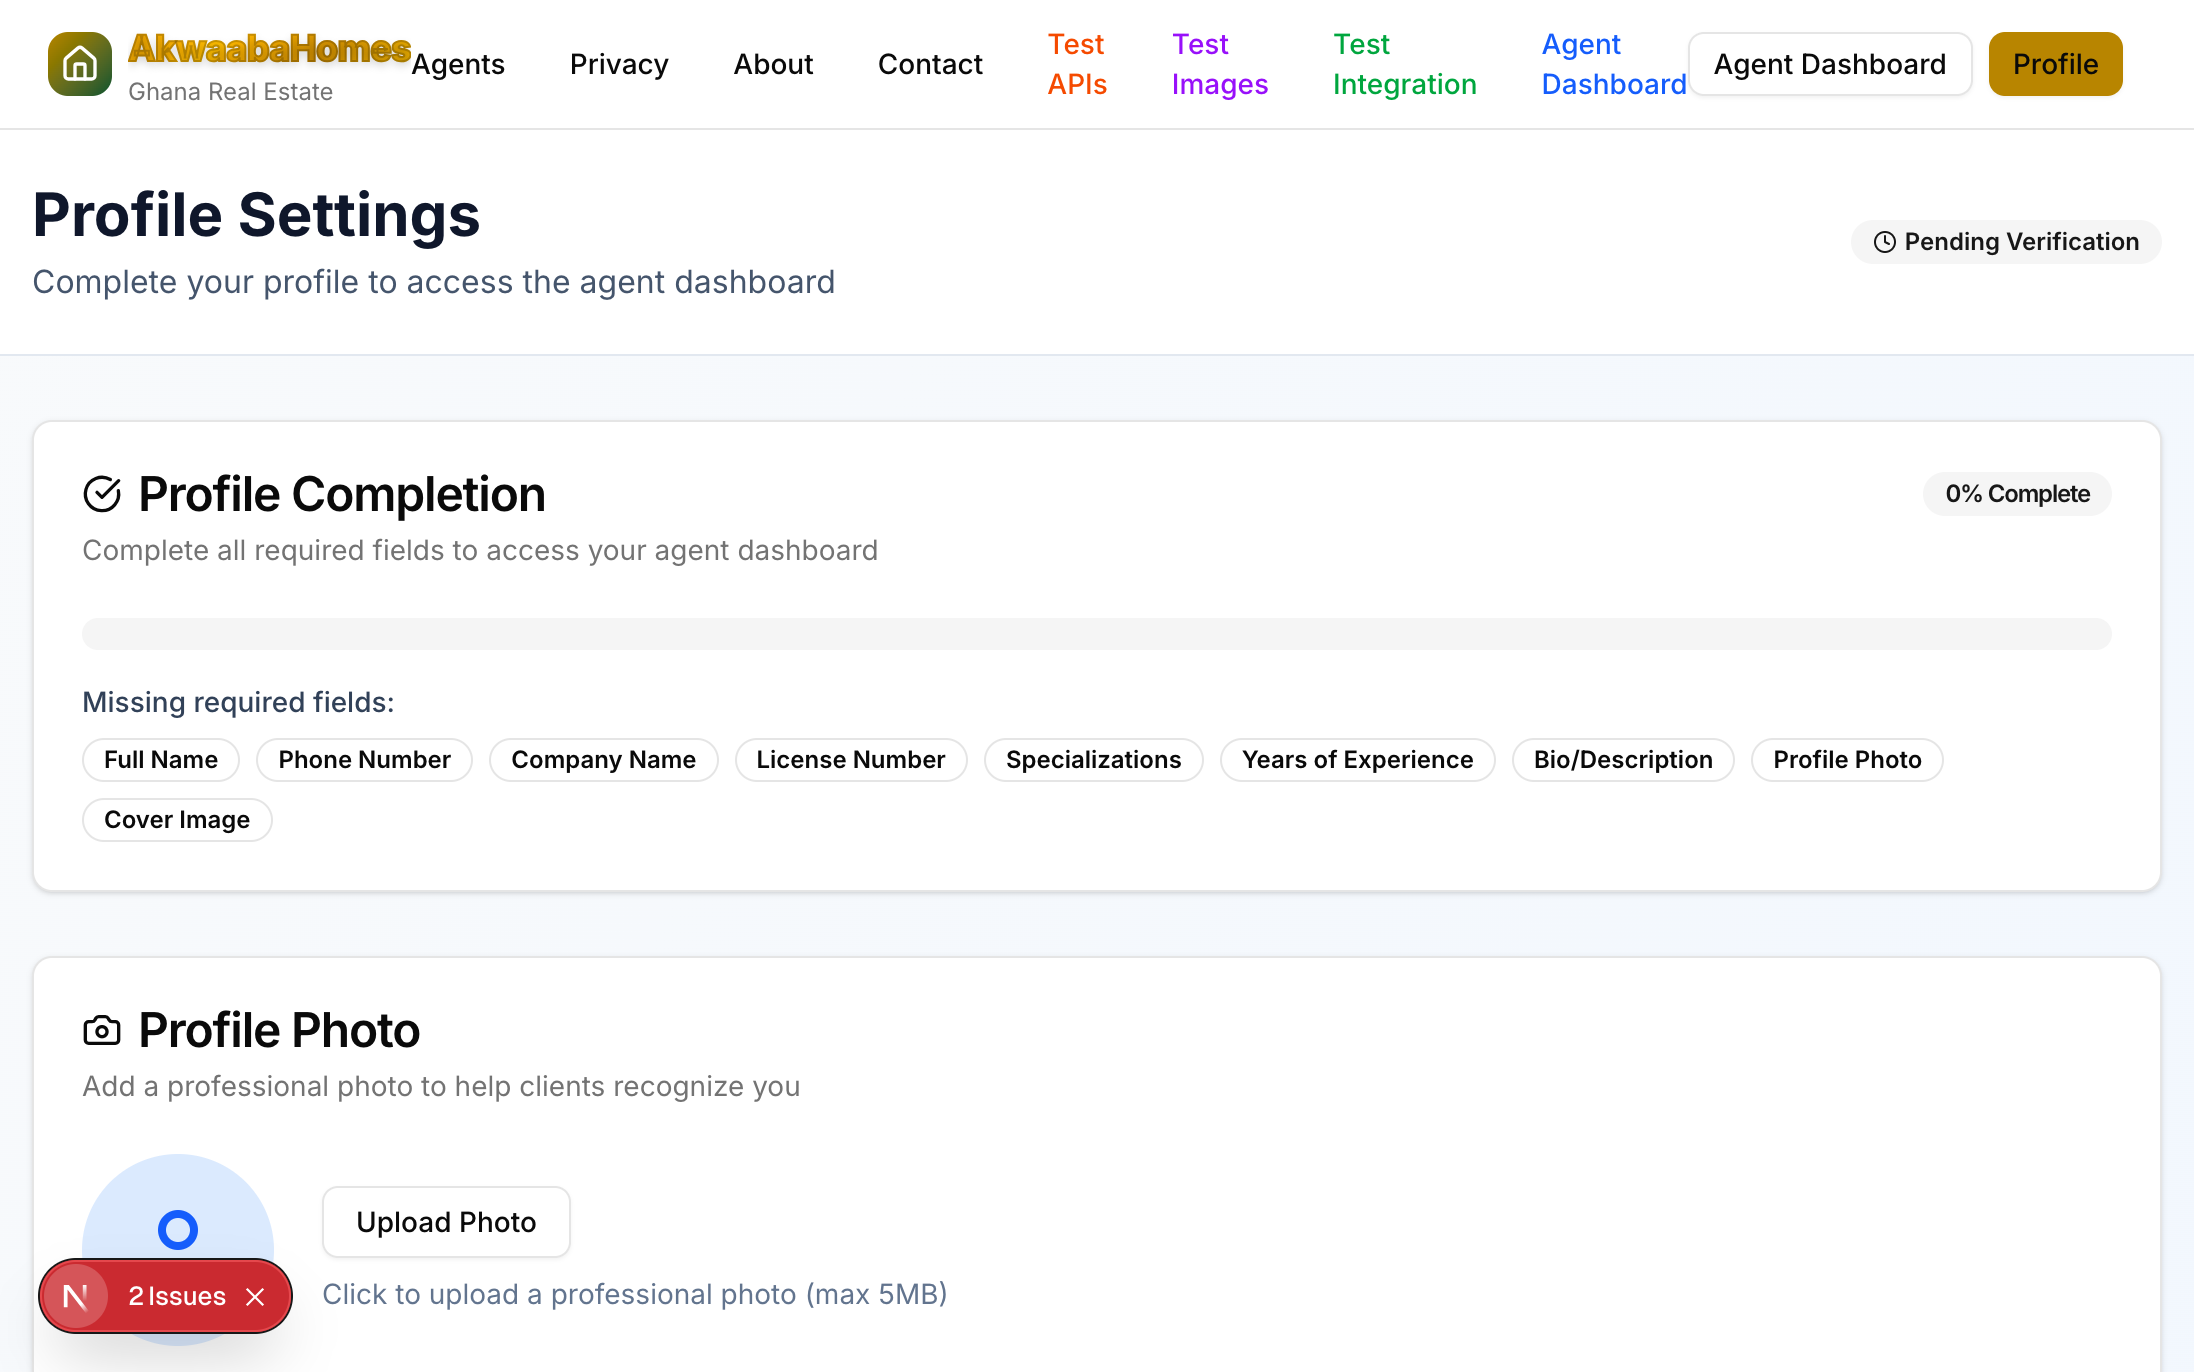 AkwaabaHomes
Ghana Real Estate
Agents
Privacy
About
Contact
Test
APIs
Test
Images
Test
Integration
Agent
Dashboard
Agent Dashboard
Profile
Profile Settings
Complete your profile to access the agent dashboard
Pending Verification
Profile Completion
0% Complete
Complete all required fields to access your agent dashboard
Missing required fields:
Full Name
Phone Number
Company Name
License Number
Specializations
Years of Experience
Bio/Description
Profile Photo
Cover Image
Profile Photo
Add a professional photo to help clients recognize you
Upload Photo
Click to upload a professional photo (max 5MB)
N
2 Issues